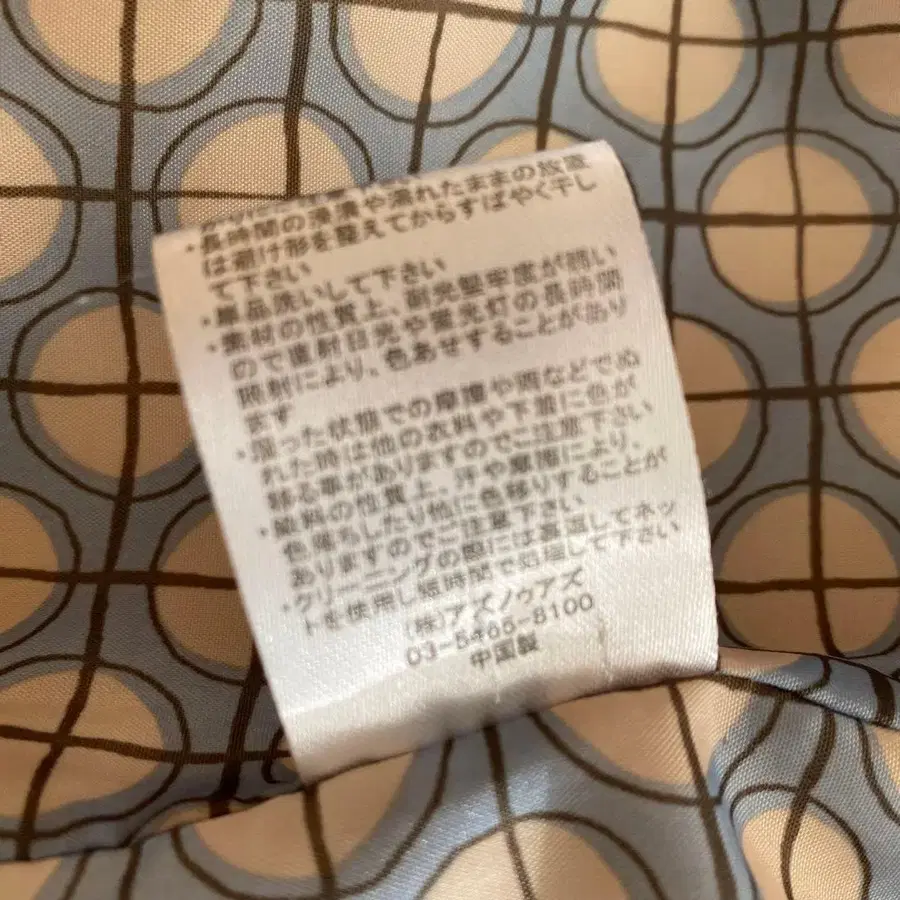 ・長時間の浸漬や濡れたままの放置
は避け形を整えてからすばやく干し
て下さい
・単品洗いして下さい
・素材の性質上、耐光堅牢度が弱い
ので直射日光や蛍光灯の長時間
照射により、色あせすることがあり
ます
・湿った状態での摩擦や雨などでぬ
れた時は他の衣料や下着に色が
移る事がありますのでご注意下さい
・染料の性質上、汗や摩擦により、
色落ちしたり他に色移りすることが
ありますのでご注意下さい
・クリーニングの際には裏返してネッ
トを使用し短時間で処理して下さい
(株)アズノゥアズ
03-5465-8100
中国製